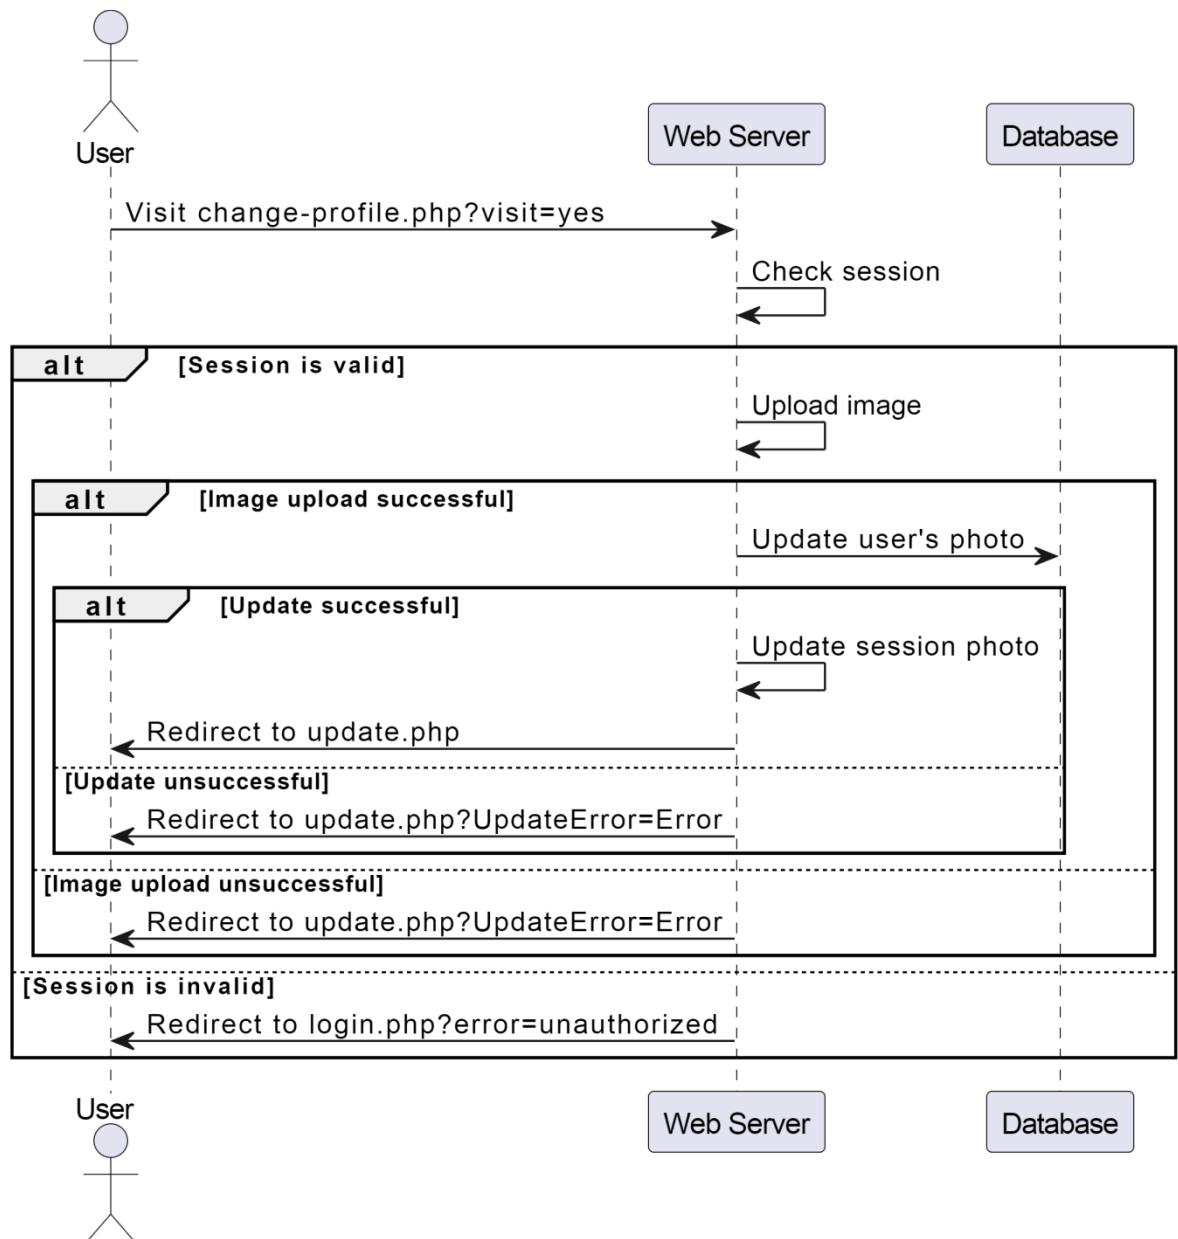 User
Web Server
Database
Visit change-profile.php?visit=yes
Check session
alt [Session is valid]
Upload image
alt [Image upload successful]
Update user's photo
alt [Update successful]
Update session photo
Redirect to update.php
[Update unsuccessful]
Redirect to update.php?UpdateError=Error
[Image upload unsuccessful]
Redirect to update.php?UpdateError=Error
[Session is invalid]
Redirect to login.php?error=unauthorized
User
Web Server
Database